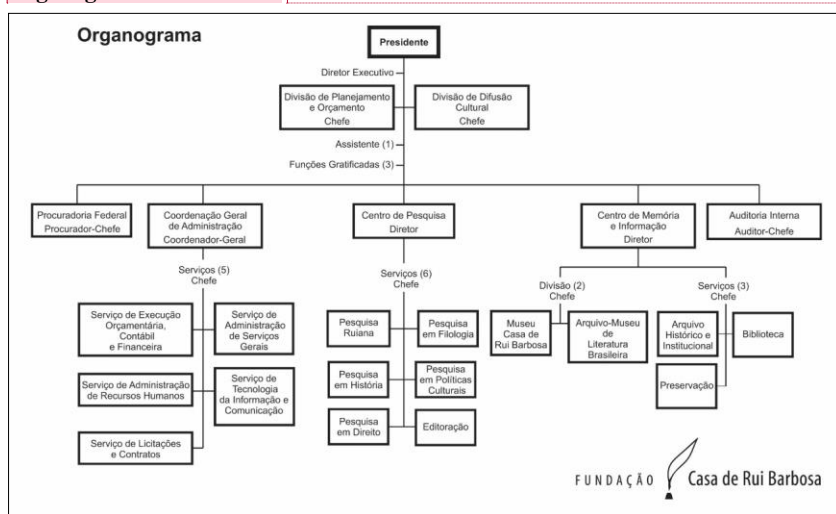 Organograma
Presidente
Diretor Executivo
Divisão de Planejamento
e Orçamento
Chefe
Divisão de Difusão
Cultural
Chefe
Assistente (1)
Funções Gratificadas (3)
Procuradoria Federal
Procurador-Chefe
Coordenação Geral
de Administração
Coordenador-Geral
Centro de Pesquisa
Diretor
Centro de Memória
e Informação
Diretor
Auditoria Interna
Auditor-Chefe
Serviços (5)
Chefe
Serviço de Execução
Orçamentária,
Contábil
e Financeira
Serviço de
Administração
de Serviços
Gerais
Serviço de Administração
de Recursos Humanos
Serviço de
Tecnologia
da Informação e
Comunicação
Serviço de Licitações
e Contratos
Serviços (6)
Chefe
Pesquisa
Ruiana
Pesquisa
em Filologia
Pesquisa
em História
Pesquisa
em Políticas
Culturais
Pesquisa
em Direito
Editoração
Divisão (2)
Chefe
Museu
Casa de
Rui Barbosa
Arquivo-Museu
de
Literatura
Brasileira
Serviços (3)
Chefe
Arquivo
Histórico e
Institucional
Biblioteca
Preservação
FUNDAÇÃO Casa de Rui Barbosa